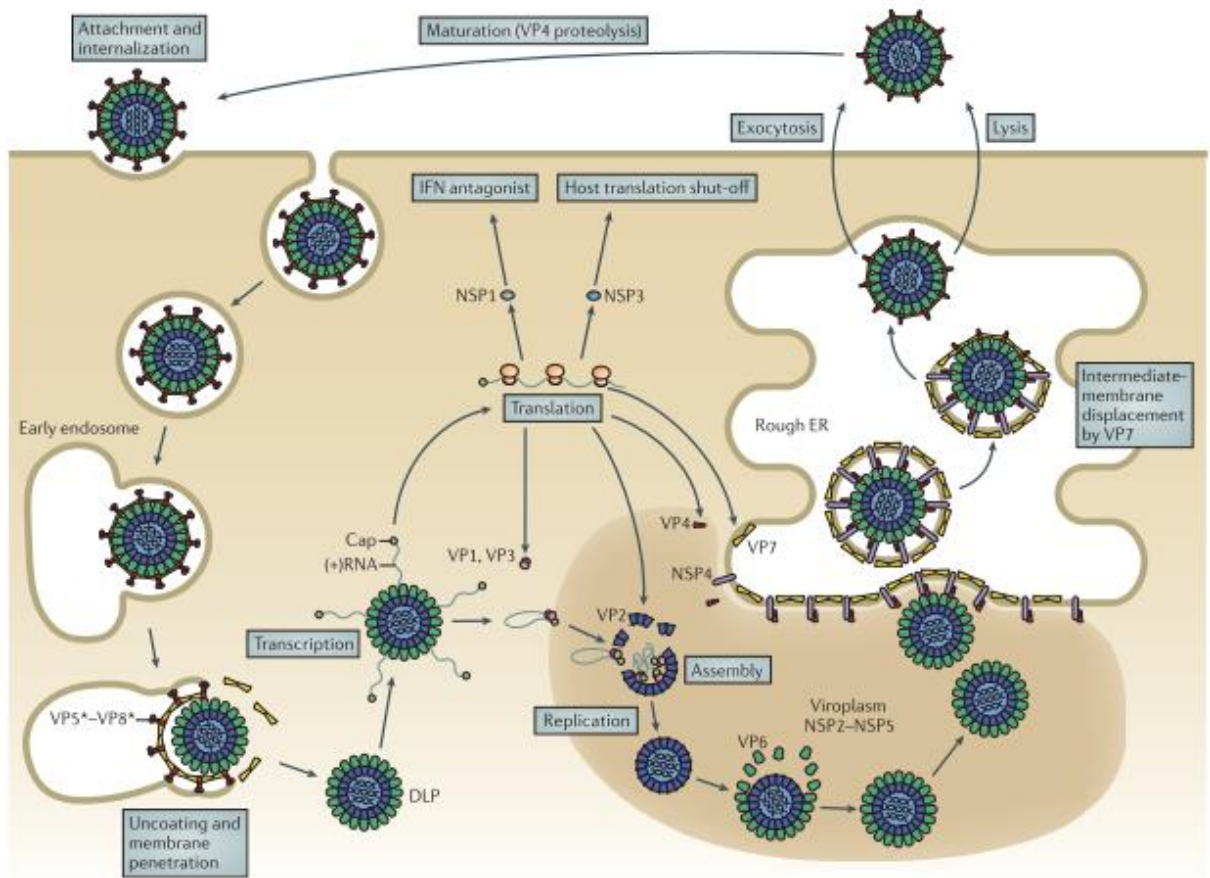 Attachment and
internalization
Maturation (VP4 proteolysis)
Exocytosis
Lysis
IFN antagonist
Host translation shut-off
NSP1
NSP3
Translation
Early endosome
Rough ER
Intermediate-
membrane
displacement
by VP7
Cap
(+)RNA
VP1, VP3
VP4
VP7
NSP4
VP2
Transcription
Assembly
VP5*–VP8*
Replication
Viroplasm
NSP2–NSP5
VP6
DLP
Uncoating and
membrane
penetration